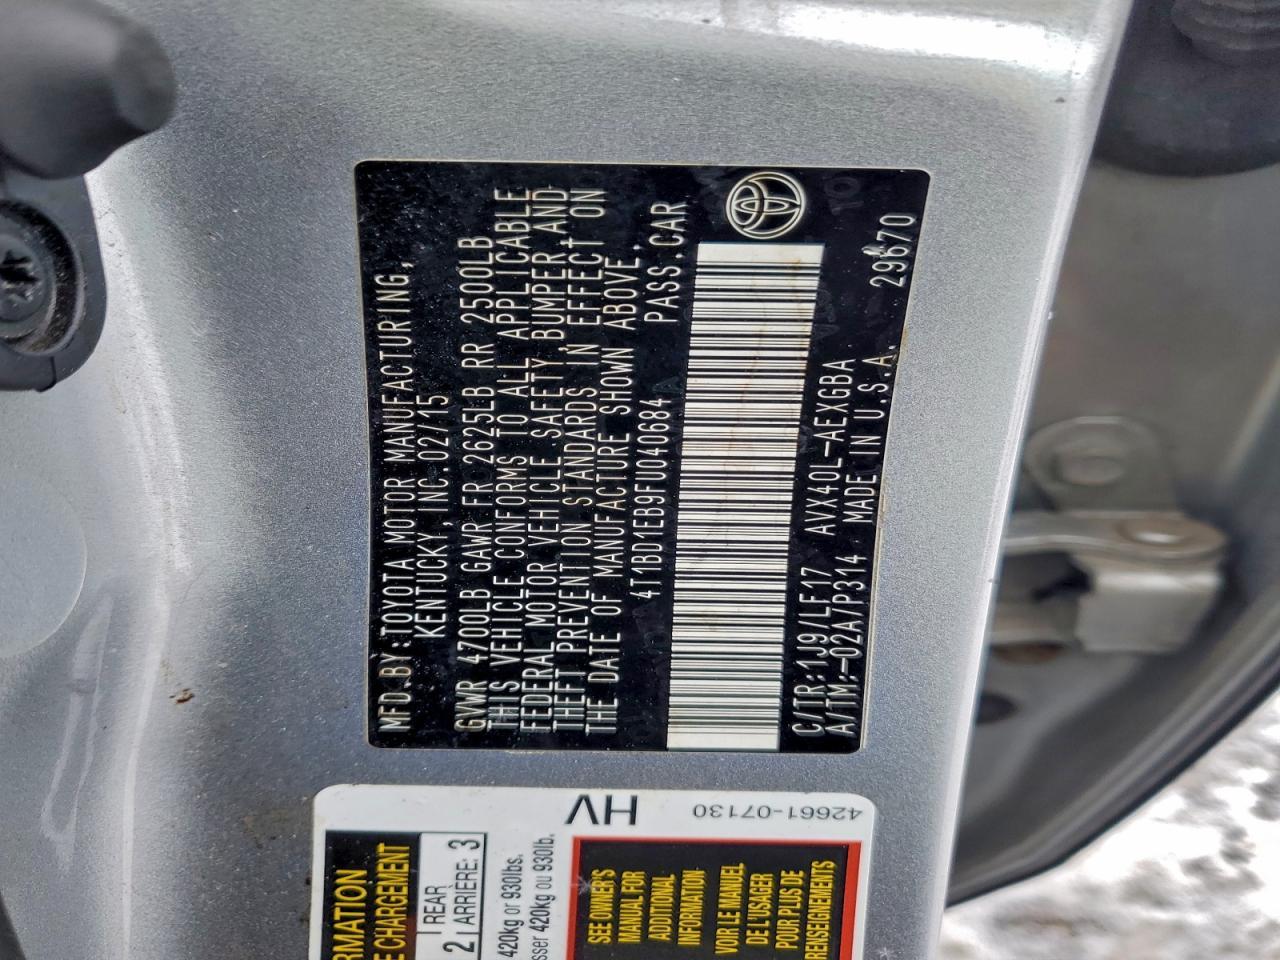 MFD.BY:TOYOTA MOTOR MANUFACTURING,
KENTUCKY, INC. 02/15
GVWR 4700LB GAWR FR 2625LB RR 2500LB
THIS VEHICLE CONFORMS TO ALL APPLICABLE
FEDERAL MOTOR VEHICLE SAFETY, BUMPER, AND
THEFT PREVENTION STANDARDS IN EFFECT ON
THE DATE OF MANUFACTURE SHOWN ABOVE.
4T1BD1EB9FU040684 PASS.CAR
C/TR:1J9/LF17 AVX40L-AEXGBA
A/TM:-02A/P314 MADE IN U.S.A. 29670
HV
42661-07130
RMATION
E CHARGEMENT
2 REAR
ARRIÈRE: 3
420kg or 930lbs.
sser 420kg ou 930lb.
SEE OWNER'S
MANUAL FOR
ADDITIONAL
INFORMATION
VOIR LE MANUEL
DE L'USAGER
POUR PLUS DE
RENSEIGNEMENTS